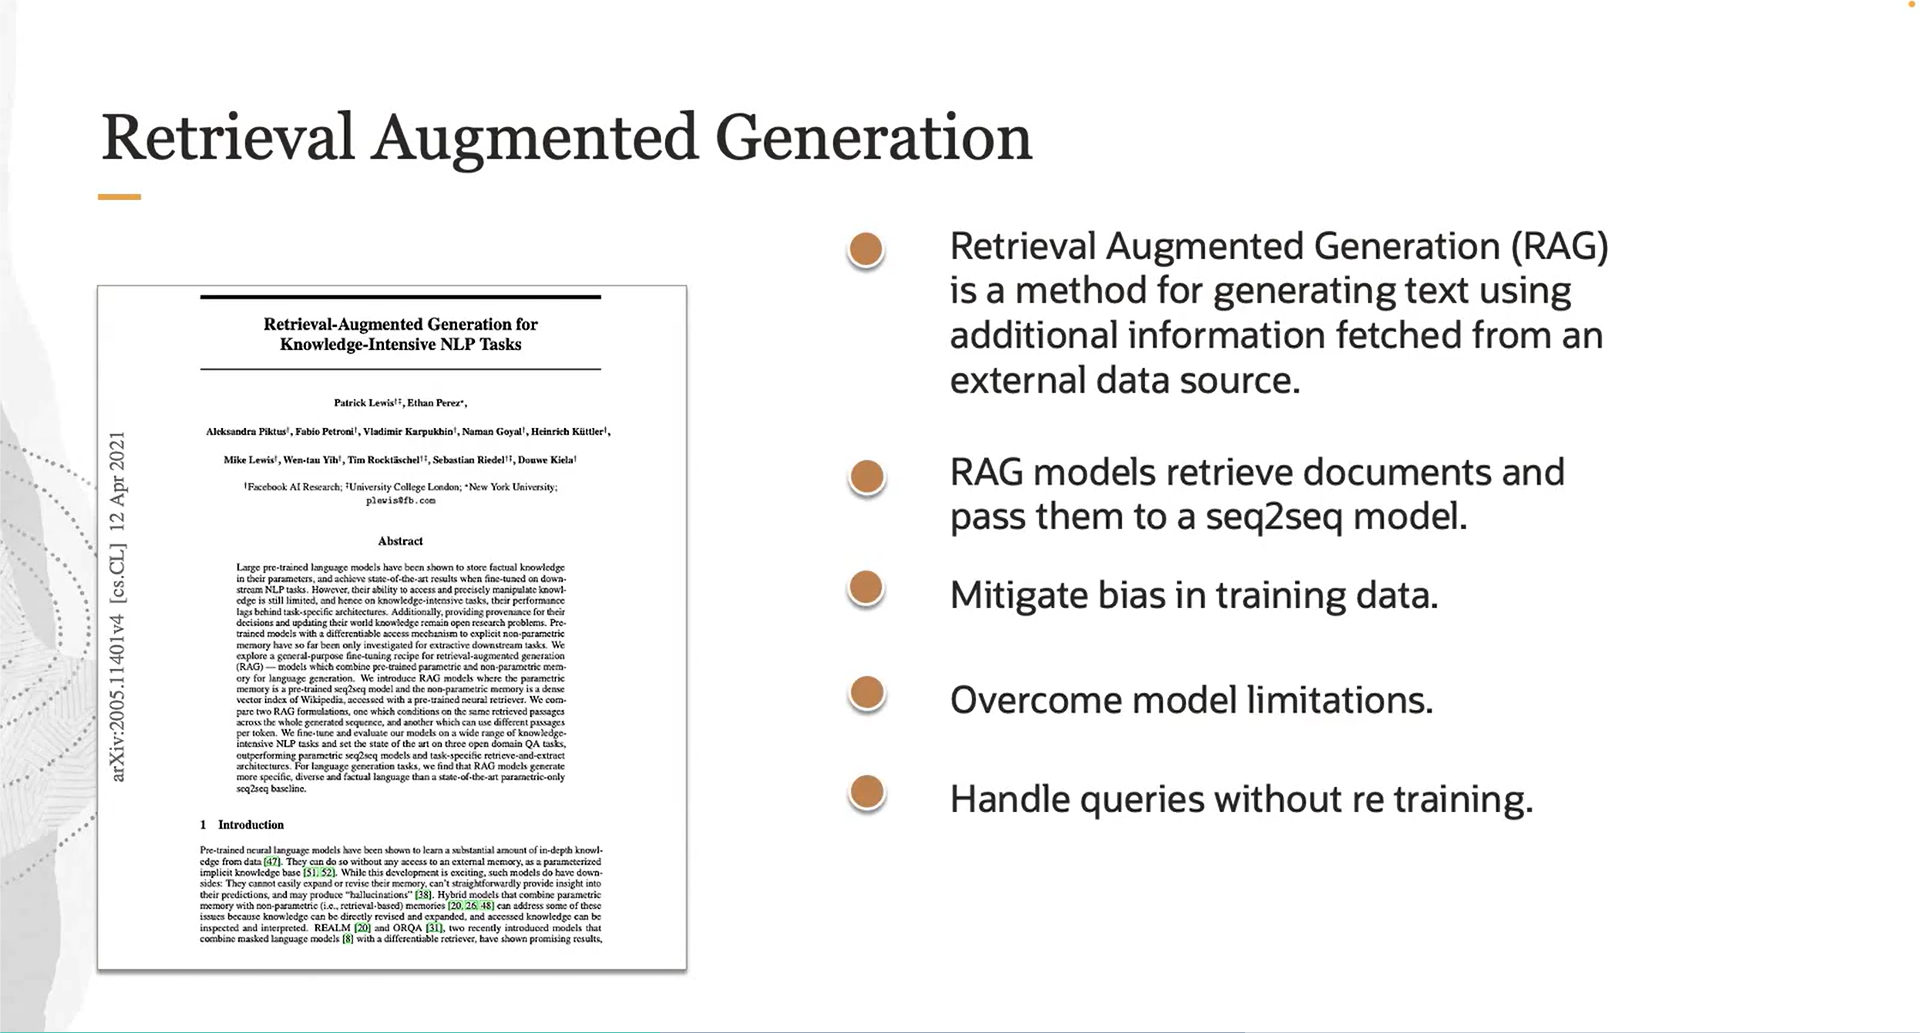 Retrieval Augmented Generation
Retrieval Augmented Generation (RAG)
is a method for generating text using
additional information fetched from an
external data source.
RAG models retrieve documents and
pass them to a seq2seq model.
Mitigate bias in training data.
Overcome model limitations.
Handle queries without re training.
arXiv:2005.11401v4 [cs.CL] 12 Apr 2021
Retrieval-Augmented Generation for
Knowledge-Intensive NLP Tasks
Patrick Lewis†‡, Ethan Perez⋆,
Aleksandra Piktus†, Fabio Petroni†, Vladimir Karpukhin†, Naman Goyal†, Heinrich Küttler†,
Mike Lewis†, Wen-tau Yih†, Tim Rocktäschel†‡, Sebastian Riedel†‡, Douwe Kiela†
†Facebook AI Research; ‡University College London; ⋆New York University;
plewis@fb.com
Abstract
Large pre-trained language models have been shown to store factual knowledge
in their parameters, and achieve state-of-the-art results when fine-tuned on down-
stream NLP tasks. However, their ability to access and precisely manipulate knowl-
edge is still limited, and hence on knowledge-intensive tasks, their performance
lags behind task-specific architectures. Additionally, providing provenance for their
decisions and updating their world knowledge remain open research problems. Pre-
trained models with a differentiable access mechanism to explicit non-parametric
memory have so far been only investigated for extractive downstream tasks. We
explore a general-purpose fine-tuning recipe for retrieval-augmented generation
(RAG) — models which combine pre-trained parametric and non-parametric mem-
ory for language generation. We introduce RAG models where the parametric
memory is a pre-trained seq2seq model and the non-parametric memory is a dense
vector index of Wikipedia, accessed with a pre-trained neural retriever. We com-
pare two RAG formulations, one which conditions on the same retrieved passages
across the whole generated sequence, and another which can use different passages
per token. We fine-tune and evaluate our models on a wide range of knowledge-
intensive NLP tasks and set the state of the art on three open domain QA tasks,
outperforming parametric seq2seq models and task-specific retrieve-and-extract
architectures. For language generation tasks, we find that RAG models generate
more specific, diverse and factual language than a state-of-the-art parametric-only
seq2seq baseline.
1 Introduction
Pre-trained neural language models have been shown to learn a substantial amount of in-depth knowl-
edge from data [47]. They can do so without any access to an external memory, as a parameterized
implicit knowledge base [51, 52]. While this development is exciting, such models do have down-
sides: They cannot easily expand or revise their memory, can't straightforwardly provide insight into
their predictions, and may produce "hallucinations" [38]. Hybrid models that combine parametric
memory with non-parametric (i.e., retrieval-based) memories [20, 26, 48] can address some of these
issues because knowledge can be directly revised and expanded, and accessed knowledge can be
inspected and interpreted. REALM [20] and ORQA [31], two recently introduced models that
combine masked language models [8] with a differentiable retriever, have shown promising results,